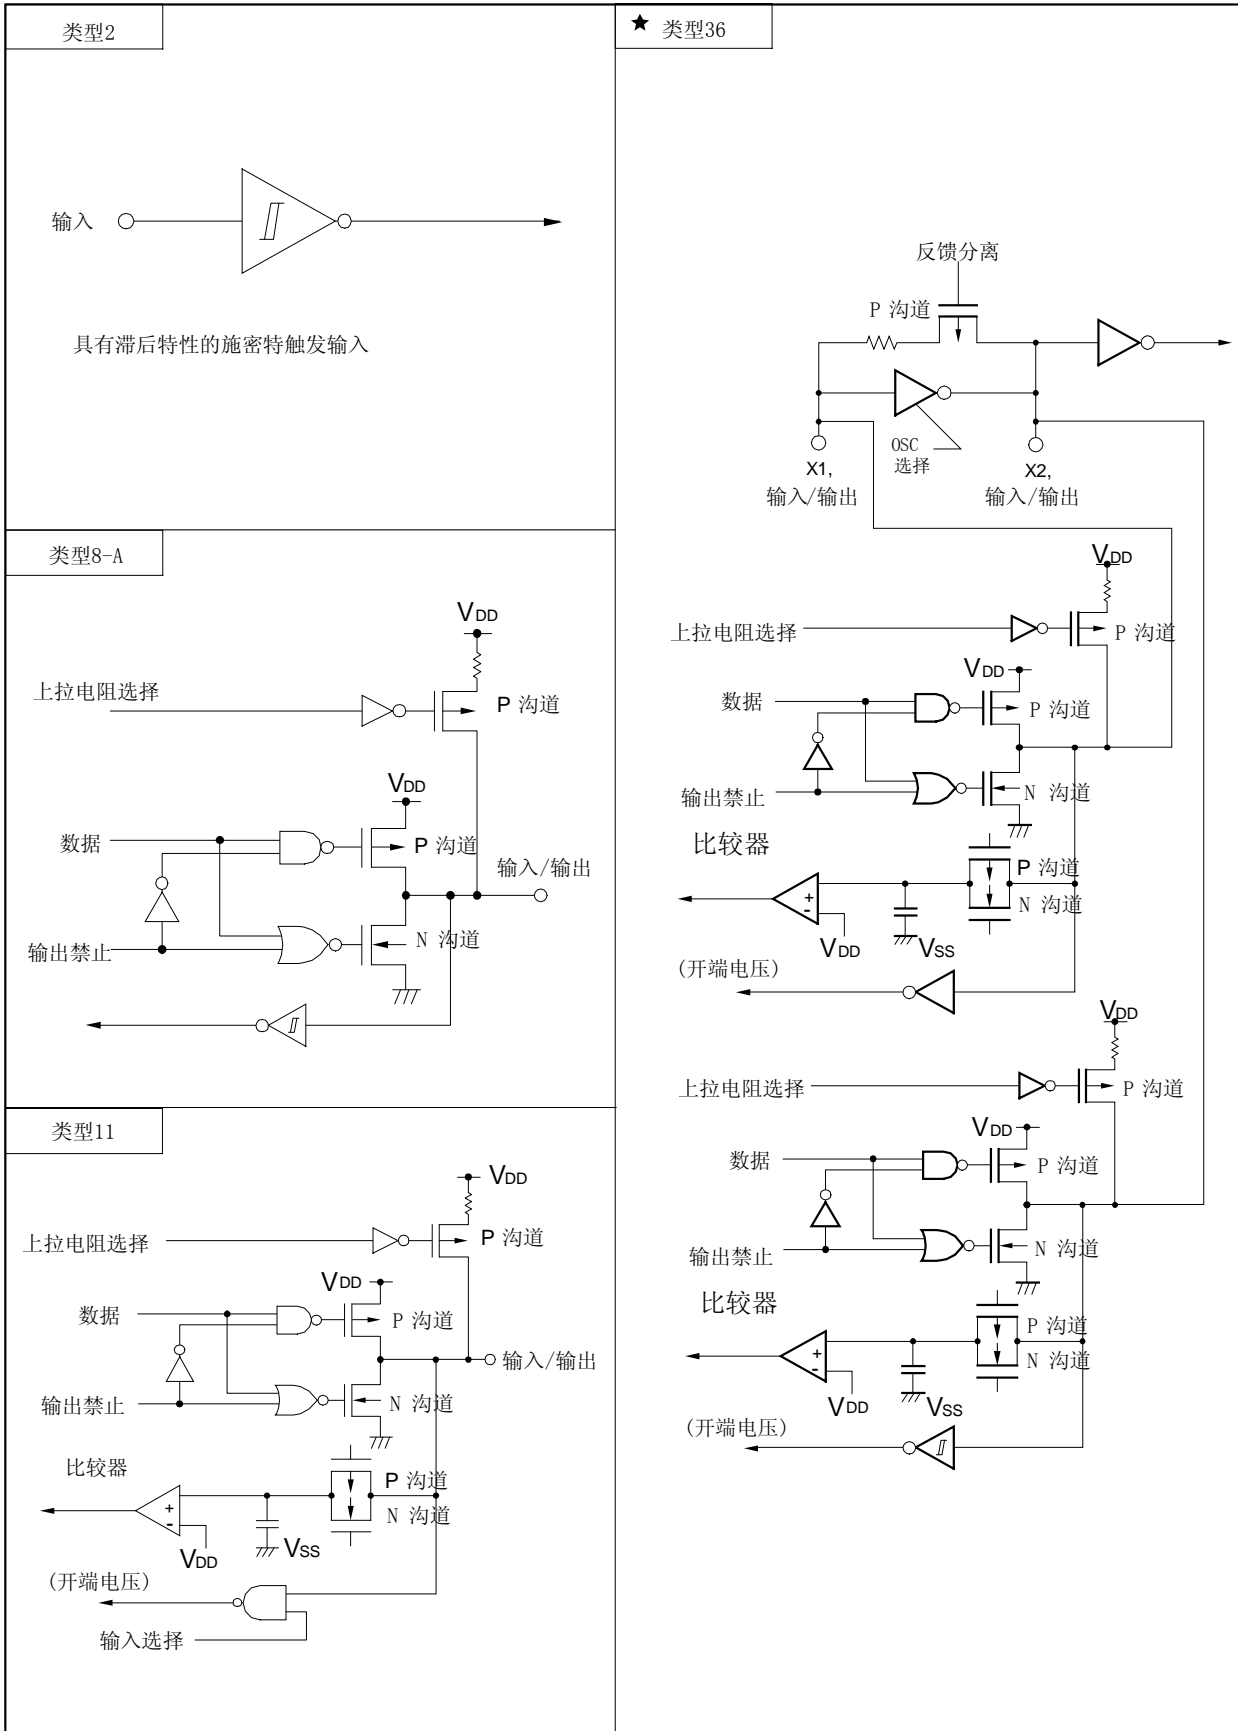 类型2
输入
具有滞后特性的施密特触发输入
类型8-A
VDD
上拉电阻选择
P 沟道
VDD
数据
P 沟道
输入/输出
输出禁止
N 沟道
类型11
VDD
上拉电阻选择
P 沟道
VDD
数据
P 沟道
输入/输出
输出禁止
N 沟道
比较器
P 沟道
+
-
N 沟道
VDD
VSS
(开端电压)
输入选择
★ 类型36
反馈分离
P 沟道
OSC
选择
X1,
输入/输出
X2,
输入/输出
VDD
上拉电阻选择
P 沟道
VDD
数据
P 沟道
输出禁止
N 沟道
比较器
P 沟道
+
-
N 沟道
VDD
VSS
(开端电压)
VDD
上拉电阻选择
P 沟道
VDD
数据
P 沟道
输出禁止
N 沟道
比较器
P 沟道
+
-
N 沟道
VDD
VSS
(开端电压)